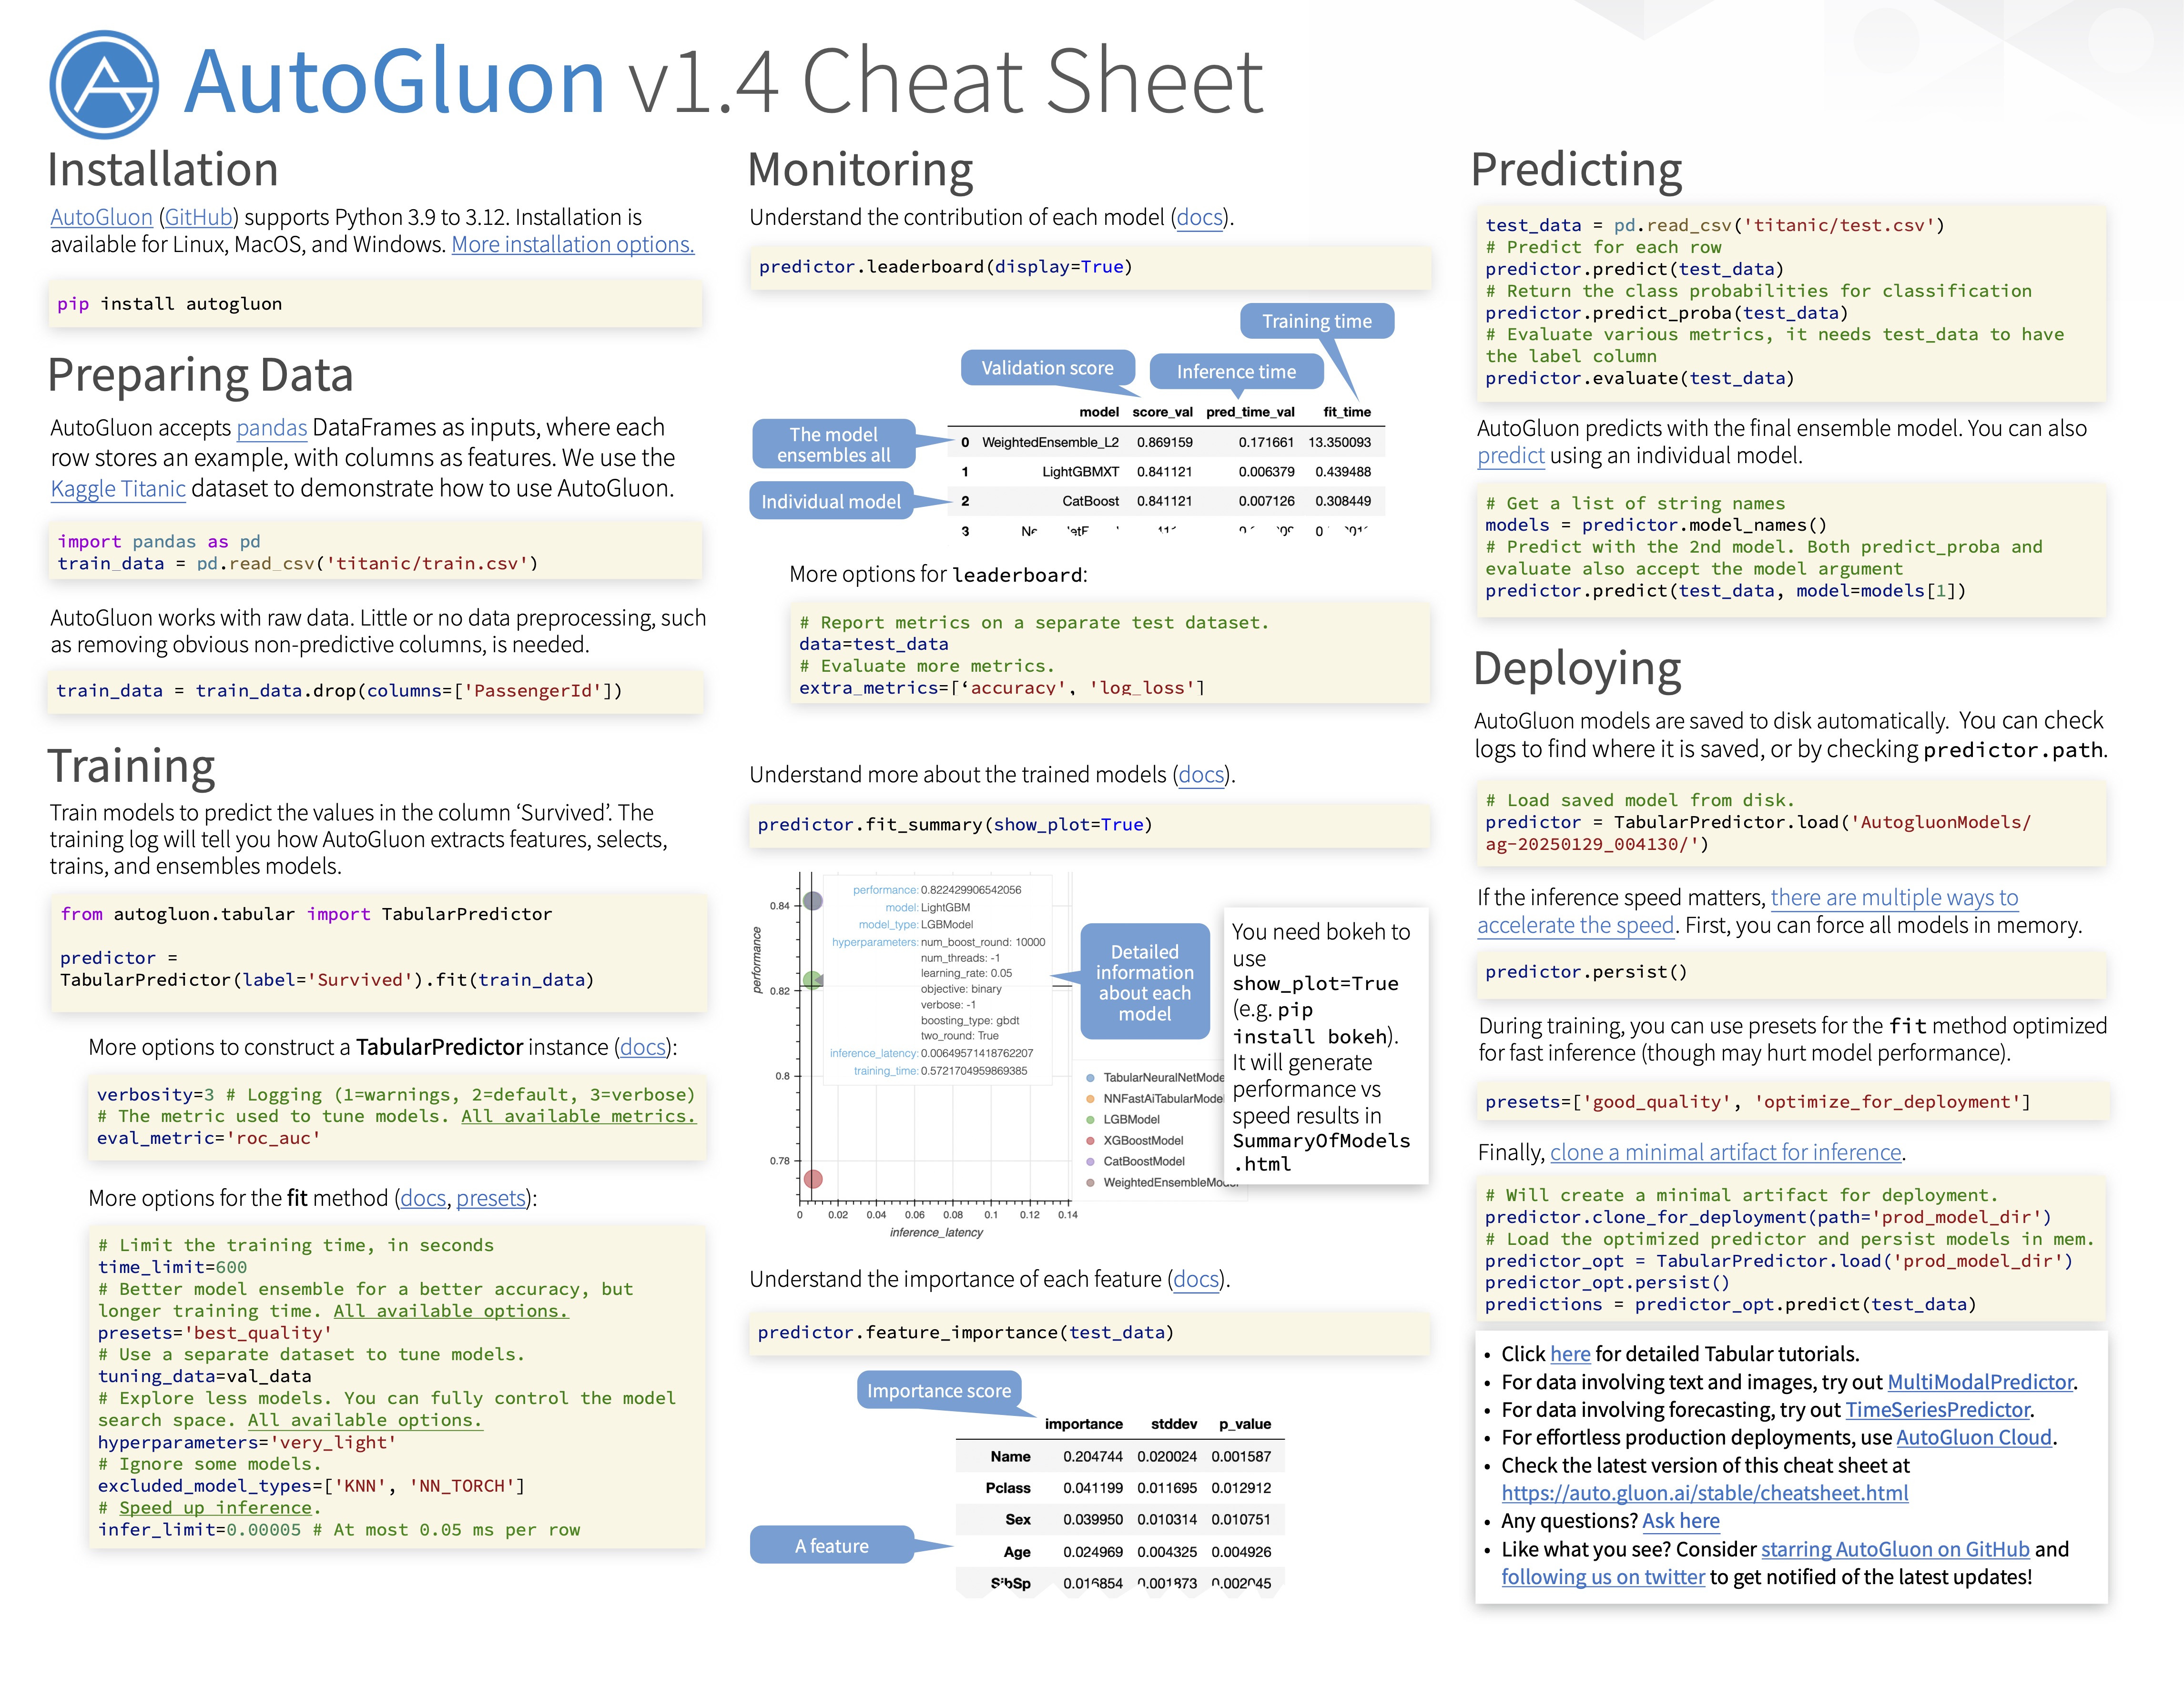 AutoGluon v1.4 Cheat Sheet
Installation
AutoGluon (GitHub) supports Python 3.9 to 3.12. Installation is
available for Linux, MacOS, and Windows. More installation options.
pip install autogluon
Preparing Data
AutoGluon accepts pandas DataFrames as inputs, where each
row stores an example, with columns as features. We use the
Kaggle Titanic dataset to demonstrate how to use AutoGluon.
import pandas as pd
train_data = pd.read_csv('titanic/train.csv')
AutoGluon works with raw data. Little or no data preprocessing, such
as removing obvious non-predictive columns, is needed.
train_data = train_data.drop(columns=['PassengerId'])
Training
Train models to predict the values in the column ‘Survived’. The
training log will tell you how AutoGluon extracts features, selects,
trains, and ensembles models.
from autogluon.tabular import TabularPredictor
predictor =
TabularPredictor(label='Survived').fit(train_data)
More options to construct a TabularPredictor instance (docs):
verbosity=3 # Logging (1=warnings, 2=default, 3=verbose)
# The metric used to tune models. All available metrics.
eval_metric='roc_auc'
More options for the fit method (docs, presets):
# Limit the training time, in seconds
time_limit=600
# Better model ensemble for a better accuracy, but
longer training time. All available options.
presets='best_quality'
# Use a separate dataset to tune models.
tuning_data=val_data
# Explore less models. You can fully control the model
search space. All available options.
hyperparameters='very_light'
# Ignore some models.
excluded_model_types=['KNN', 'NN_TORCH']
# Speed up inference.
infer_limit=0.00005 # At most 0.05 ms per row
Monitoring
Understand the contribution of each model (docs).
predictor.leaderboard(display=True)
Training time
Validation score
Inference time
model score_val pred_time_val fit_time
The model
ensembles all
0 WeightedEnsemble_L2 0.869159 0.171661 13.350093
1 LightGBMXT 0.841121 0.006379 0.439488
Individual model
2 CatBoost 0.841121 0.007126 0.308449
3
More options for leaderboard:
# Report metrics on a separate test dataset.
data=test_data
# Evaluate more metrics.
extra_metrics=[‘accuracy', 'log_loss']
Understand more about the trained models (docs).
predictor.fit_summary(show_plot=True)
performance
0.84
0.82
0.8
0.78
0 0.02 0.04 0.06 0.08 0.1 0.12 0.14
inference_latency
performance: 0.822429906542056
model: LightGBM
model_type: LGBModel
hyperparameters: num_boost_round: 10000
num_threads: -1
learning_rate: 0.05
objective: binary
verbose: -1
boosting_type: gbdt
two_round: True
inference_latency: 0.00649571418762207
training_time: 0.5721704959869385
Detailed
information
about each
model
TabularNeuralNetMode
NNFastAiTabularMode
LGBModel
XGBoostModel
CatBoostModel
WeightedEnsembleModel
You need bokeh to
use
show_plot=True
(e.g. pip
install bokeh).
It will generate
performance vs
speed results in
SummaryOfModels
.html
Understand the importance of each feature (docs).
predictor.feature_importance(test_data)
Importance score
importance stddev p_value
Name 0.204744 0.020024 0.001587
Pclass 0.041199 0.011695 0.012912
Sex 0.039950 0.010314 0.010751
A feature
Age 0.024969 0.004325 0.004926
SibSp 0.016854 0.001873 0.002045
Predicting
test_data = pd.read_csv('titanic/test.csv')
# Predict for each row
predictor.predict(test_data)
# Return the class probabilities for classification
predictor.predict_proba(test_data)
# Evaluate various metrics, it needs test_data to have
the label column
predictor.evaluate(test_data)
AutoGluon predicts with the final ensemble model. You can also
predict using an individual model.
# Get a list of string names
models = predictor.model_names()
# Predict with the 2nd model. Both predict_proba and
evaluate also accept the model argument
predictor.predict(test_data, model=models[1])
Deploying
AutoGluon models are saved to disk automatically. You can check
logs to find where it is saved, or by checking predictor.path.
# Load saved model from disk.
predictor = TabularPredictor.load('AutogluonModels/
ag-20250129_004130/')
If the inference speed matters, there are multiple ways to
accelerate the speed. First, you can force all models in memory.
predictor.persist()
During training, you can use presets for the fit method optimized
for fast inference (though may hurt model performance).
presets=['good_quality', 'optimize_for_deployment']
Finally, clone a minimal artifact for inference.
# Will create a minimal artifact for deployment.
predictor.clone_for_deployment(path='prod_model_dir')
# Load the optimized predictor and persist models in mem.
predictor_opt = TabularPredictor.load('prod_model_dir')
predictor_opt.persist()
predictions = predictor_opt.predict(test_data)
• Click here for detailed Tabular tutorials.
• For data involving text and images, try out MultiModalPredictor.
• For data involving forecasting, try out TimeSeriesPredictor.
• For effortless production deployments, use AutoGluon Cloud.
• Check the latest version of this cheat sheet at
https://auto.gluon.ai/stable/cheatsheet.html
• Any questions? Ask here
• Like what you see? Consider starring AutoGluon on GitHub and
following us on twitter to get notified of the latest updates!